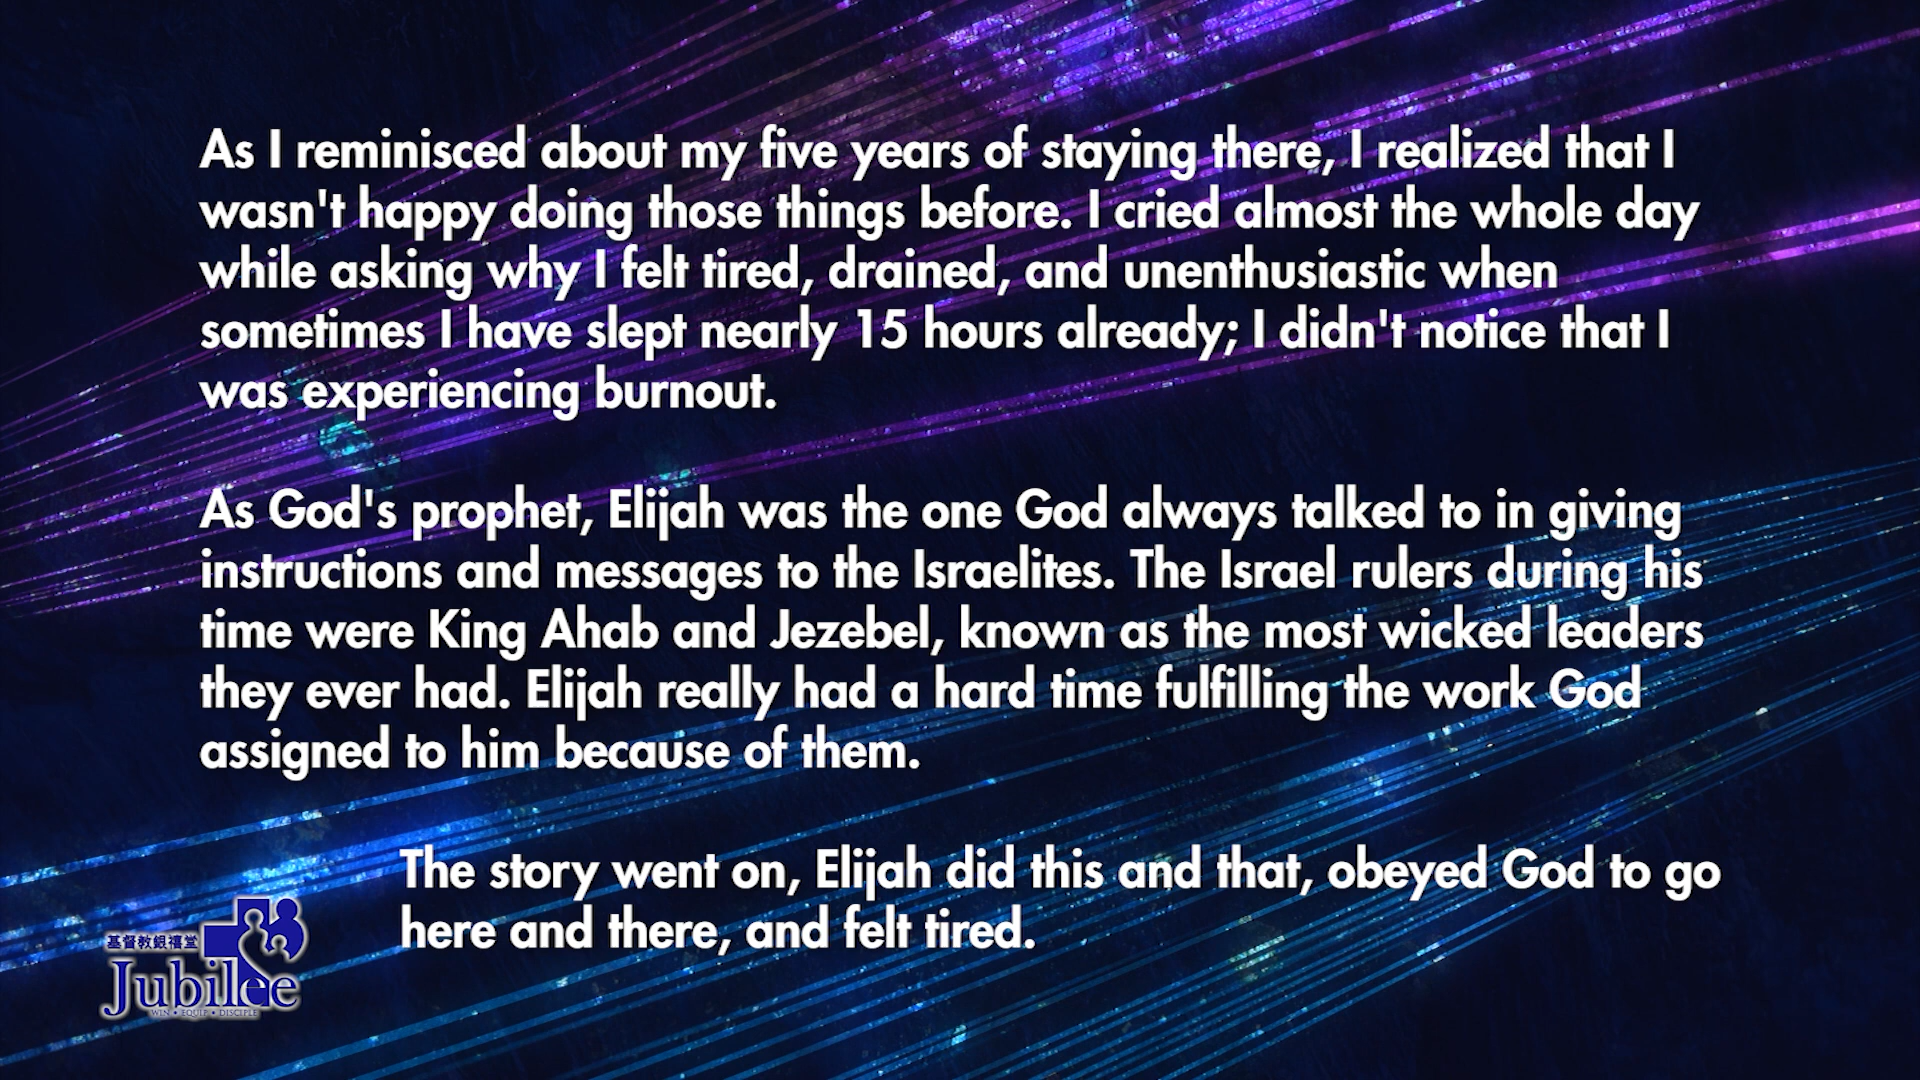 As I reminisced about my five years of staying there, I realized that I
wasn't happy doing those things before. I cried almost the whole day
while asking why I felt tired, drained, and unenthusiastic when
sometimes I have slept nearly 15 hours already; I didn't notice that I
was experiencing burnout.
As God's prophet, Elijah was the one God always talked to in giving
instructions and messages to the Israelites. The Israel rulers during his
time were King Ahab and Jezebel, known as the most wicked leaders
they ever had. Elijah really had a hard time fulfilling the work God
assigned to him because of them.
The story went on, Elijah did this and that, obeyed God to go
here and there, and felt tired.
基督教銀禧堂
Jubilee
WIN • EQUIP • DISCIPLE